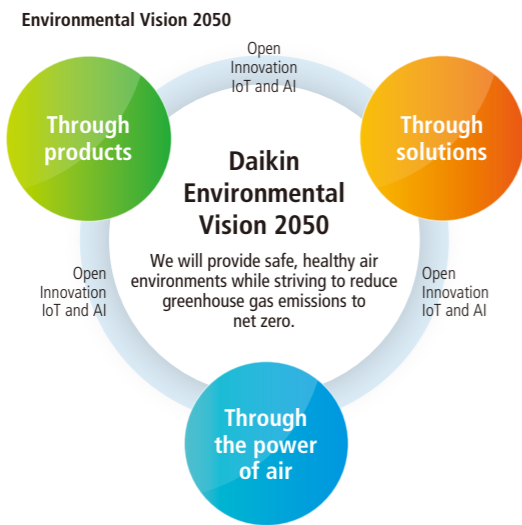 Environmental Vision 2050
Open
Innovation
IoT and AI
Through
products
Through
solutions
Daikin
Environmental
Vision 2050
We will provide safe, healthy air
environments while striving to reduce
greenhouse gas emissions to
net zero.
Open
Innovation
IoT and AI
Open
Innovation
IoT and AI
Through
the power
of air